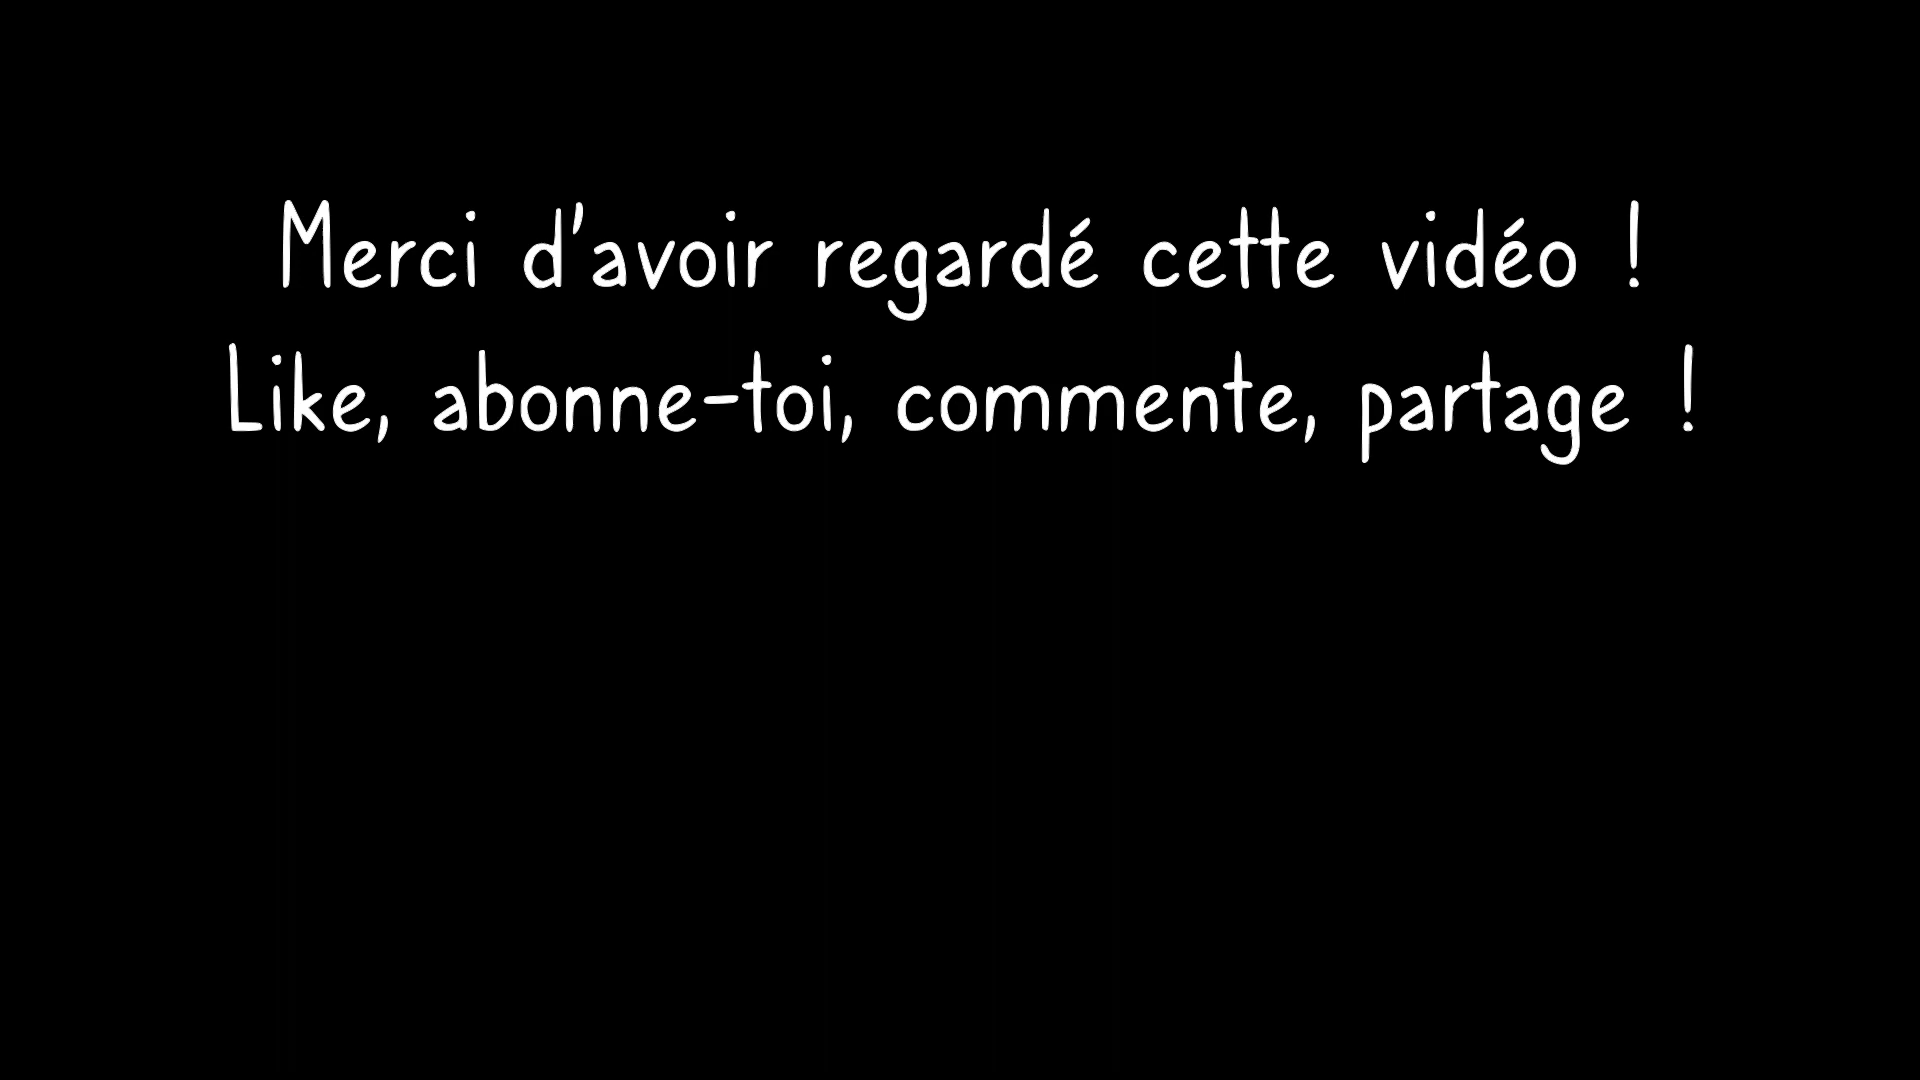 Merci d'avoir regardé cette vidéo !
Like, abonne-toi, commente, partage !